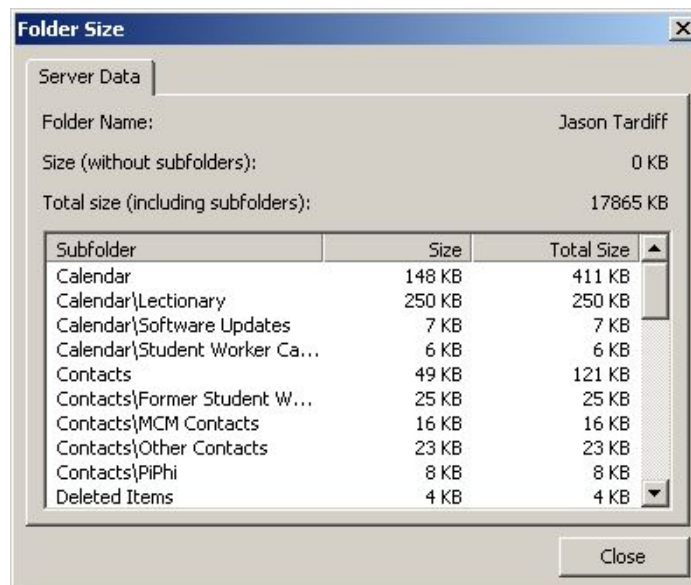 Folder Size
Server Data
Folder Name: Jason Tardiff
Size (without subfolders): 0 KB
Total size (including subfolders): 17865 KB
Subfolder Size Total Size
Calendar 148 KB 411 KB
Calendar\Lectionary 250 KB 250 KB
Calendar\Software Updates 7 KB 7 KB
Calendar\Student Worker Ca... 6 KB 6 KB
Contacts 49 KB 121 KB
Contacts\Former Student W... 25 KB 25 KB
Contacts\MCM Contacts 16 KB 16 KB
Contacts\Other Contacts 23 KB 23 KB
Contacts\PiPhi 8 KB 8 KB
Deleted Items 4 KB 4 KB
Close